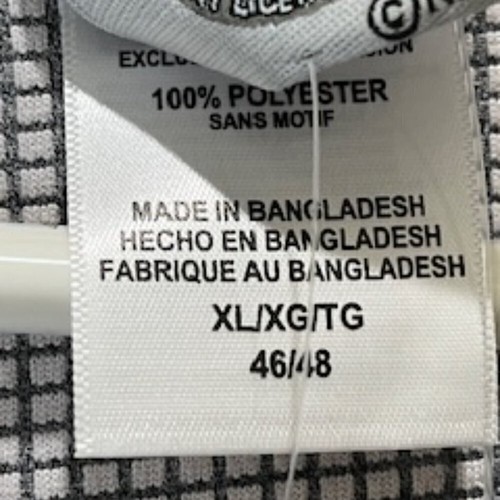 100% POLYESTER
SANS MOTIF
MADE IN BANGLADESH
HECHO EN BANGLADESH
FABRIQUE AU BANGLADESH
XL/XG/TG
46/48